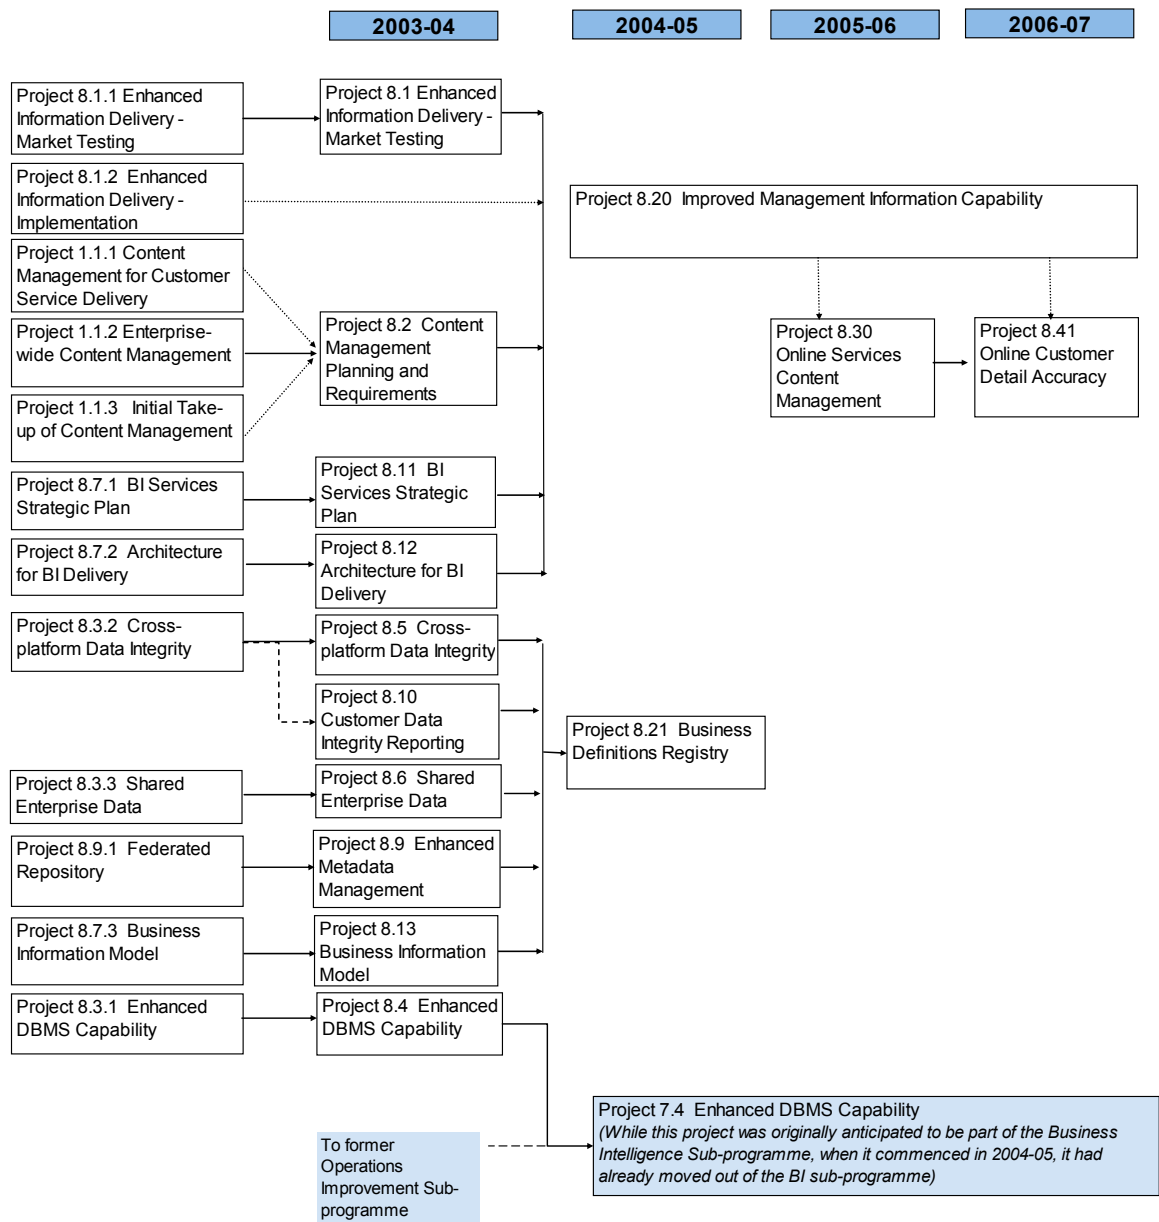 2003-04
2004-05
2005-06
2006-07
Project 8.1.1 Enhanced
Information Delivery -
Market Testing
Project 8.1 Enhanced
Information Delivery -
Market Testing
Project 8.1.2 Enhanced
Information Delivery -
Implementation
Project 8.20 Improved Management Information Capability
Project 1.1.1 Content
Management for Customer
Service Delivery
Project 1.1.2 Enterprise-
wide Content Management
Project 8.2 Content
Management
Planning and
Requirements
Project 8.30
Online Services
Content
Management
Project 8.41
Online Customer
Detail Accuracy
Project 1.1.3 Initial Take-
up of Content Management
Project 8.7.1 BI Services
Strategic Plan
Project 8.11 BI
Services Strategic
Plan
Project 8.7.2 Architecture
for BI Delivery
Project 8.12
Architecture for BI
Delivery
Project 8.3.2 Cross-
platform Data Integrity
Project 8.5 Cross-
platform Data Integrity
Project 8.10
Customer Data
Integrity Reporting
Project 8.21 Business
Definitions Registry
Project 8.3.3 Shared
Enterprise Data
Project 8.6 Shared
Enterprise Data
Project 8.9.1 Federated
Repository
Project 8.9 Enhanced
Metadata
Management
Project 8.7.3 Business
Information Model
Project 8.13
Business Information
Model
Project 8.3.1 Enhanced
DBMS Capability
Project 8.4 Enhanced
DBMS Capability
Project 7.4 Enhanced DBMS Capability
(While this project was originally anticipated to be part of the Business
Intelligence Sub-programme, when it commenced in 2004-05, it had
already moved out of the BI sub-programme)
To former
Operations
Improvement Sub-
programme